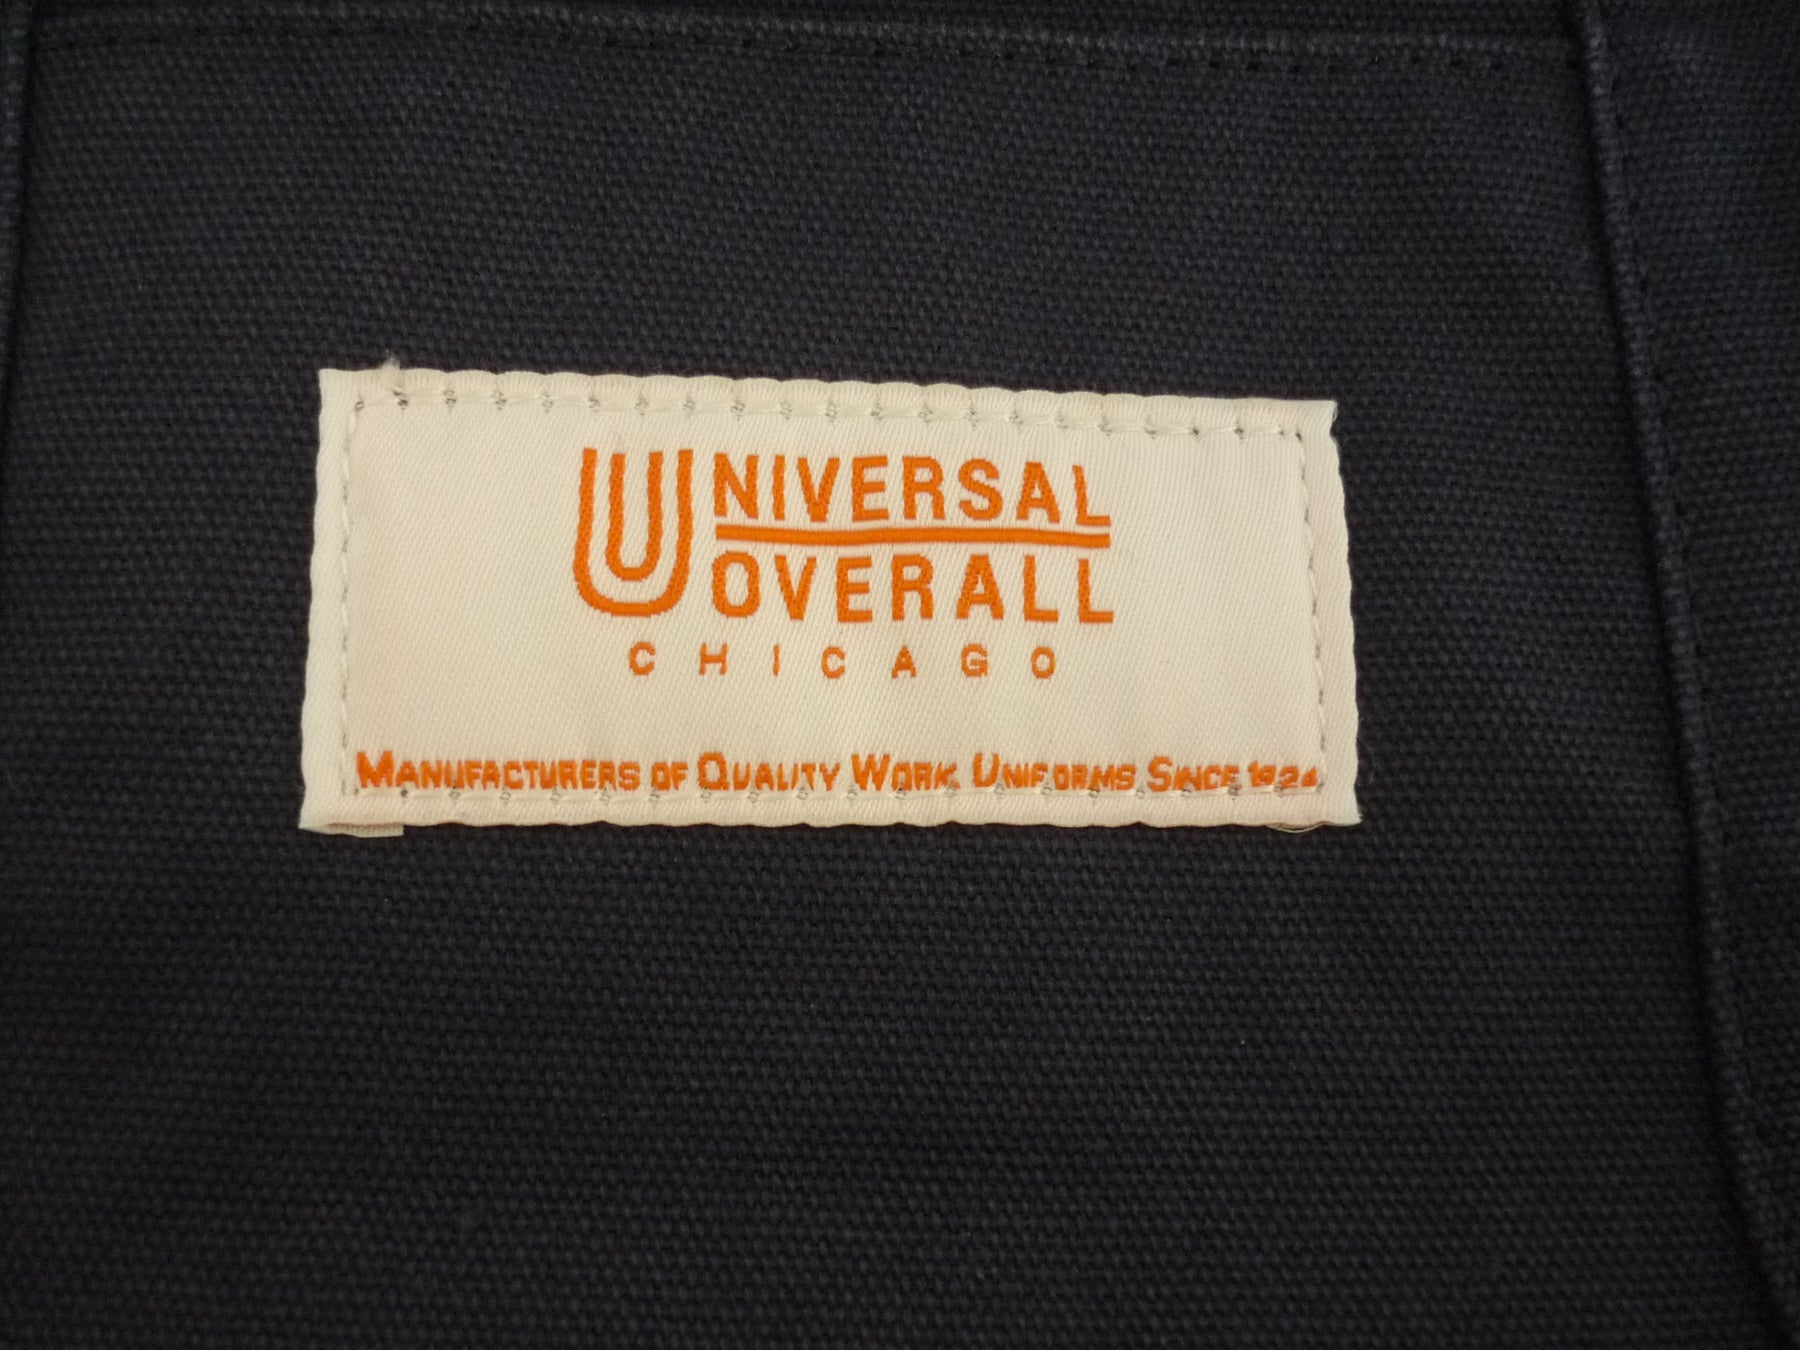 UNIVERSAL
OVERALL
CHICAGO
MANUFACTURERS OF QUALITY WORK UNIFORMS SINCE 1924